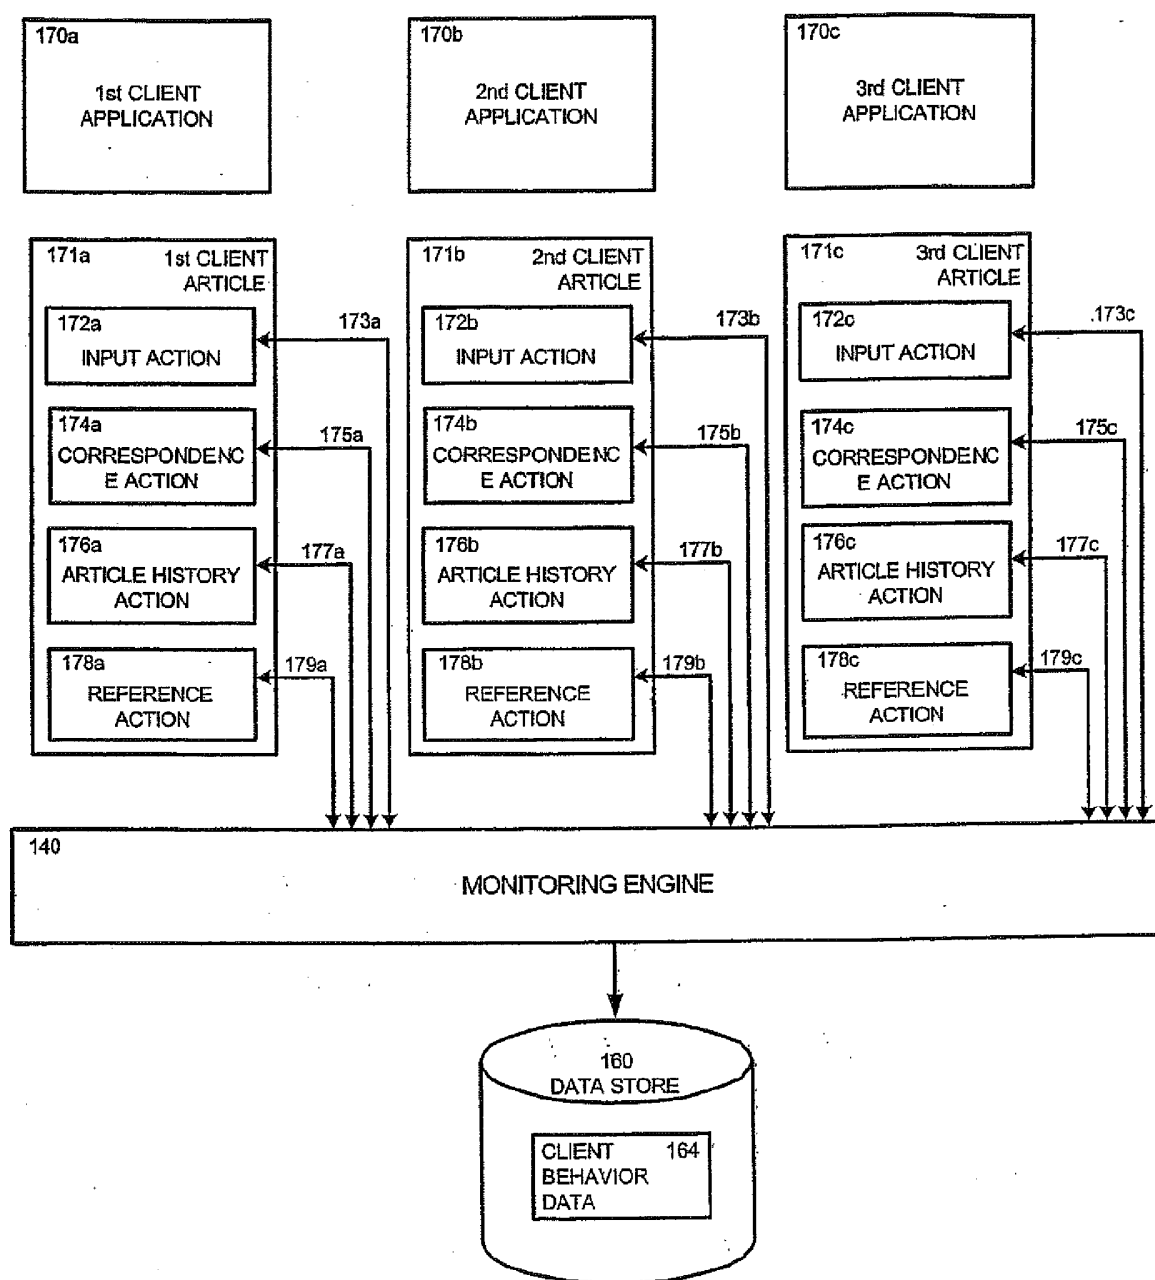 170a
1st CLIENT
APPLICATION
170b
2nd CLIENT
APPLICATION
170c
3rd CLIENT
APPLICATION
171a
1st CLIENT
ARTICLE
172a
INPUT ACTION
173a
174a
CORRESPONDENC
E ACTION
175a
176a
ARTICLE HISTORY
ACTION
177a
178a
REFERENCE
ACTION
179a
171b
2nd CLIENT
ARTICLE
172b
INPUT ACTION
173b
174b
CORRESPONDENC
E ACTION
175b
176b
ARTICLE HISTORY
ACTION
177b
178b
REFERENCE
ACTION
179b
171c
3rd CLIENT
ARTICLE
172c
INPUT ACTION
173c
174c
CORRESPONDENC
E ACTION
175c
176c
ARTICLE HISTORY
ACTION
177c
178c
REFERENCE
ACTION
179c
140
MONITORING ENGINE
160
DATA STORE
CLIENT 164
BEHAVIOR
DATA